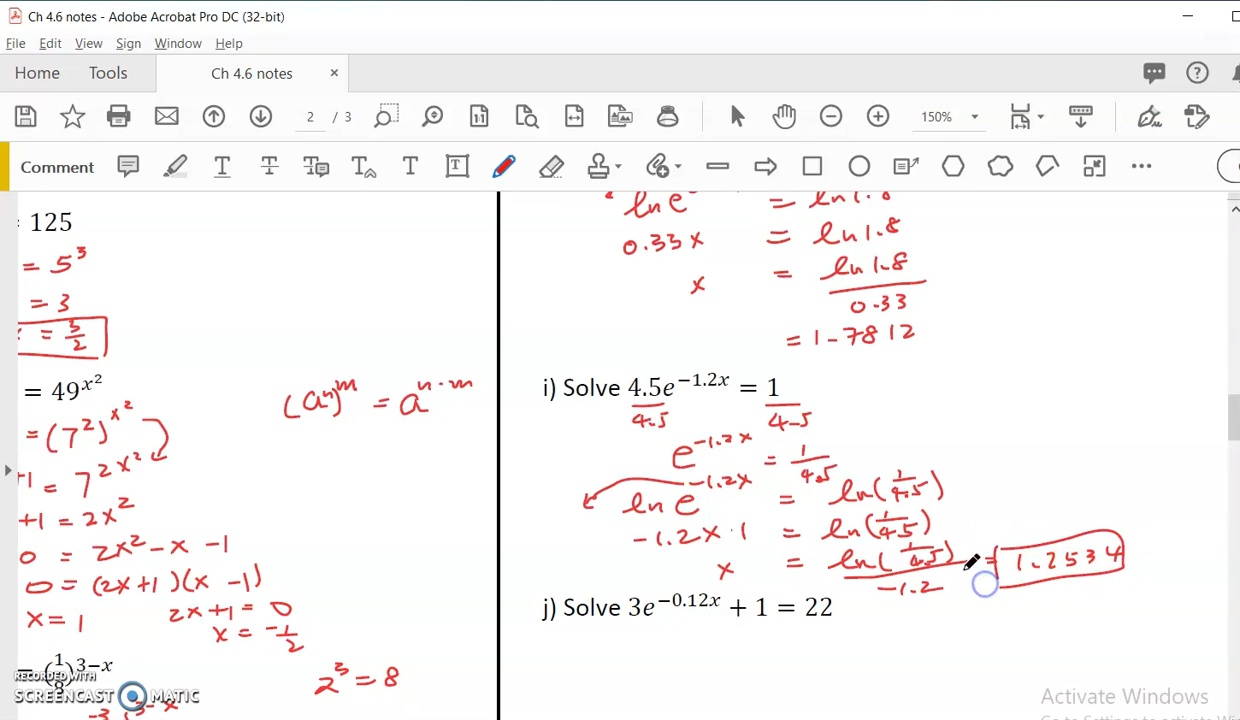 Ch 4.6 notes - Adobe Acrobat Pro DC (32-bit)
File Edit View Sign Window Help
Home Tools Ch 4.6 notes ×
2 / 3 150%
Comment
= 125
= 5³
= 3
= 3/2
= 49^{x²}
= (7²)^{x²}
+1 = 7^{2x²}
+1 = 2x²
0 = 2x² - x - 1
0 = (2x+1)(x -1)
x = 1 2x+1 = 0
x = -1/2
= (1/8)^{3-x}
2³ = 8
(aⁿ)^m = a^{n·m}
ln e = ln 1.8
0.33x = ln 1.8
x = ln 1.8 / 0.33
= 1.7812
i) Solve 4.5e^{-1.2x} = 1
4.5 4.5
e^{-1.2x} = 1/4.5
ln e^{-1.2x} = ln(1/4.5)
-1.2x · 1 = ln(1/4.5)
x = ln(1/4.5) / -1.2 = 1.2534
j) Solve 3e^{-0.12x} + 1 = 22
RECORDED WITH
SCREENCAST MATIC
Activate Windows